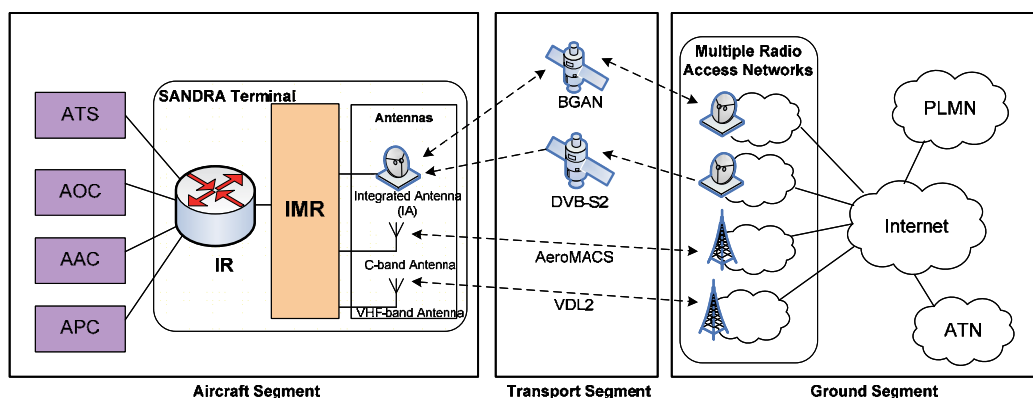 SANDRA Terminal
ATS
AOC
AAC
APC
IR
IMR
Antennas
Integrated Antenna
(IA)
C-band Antenna
VHF-band Antenna
Aircraft Segment
BGAN
DVB-S2
AeroMACS
VDL2
Transport Segment
Multiple Radio
Access Networks
PLMN
Internet
ATN
Ground Segment